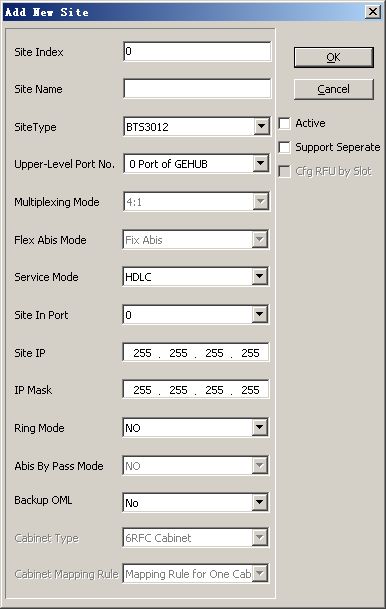 Add New Site
Site Index 0
OK
Site Name
Cancel
SiteType BTS3012
Active
Support Seperate
Upper-Level Port No. 0 Port of GEHUB
Cfg RFU by Slot
Multiplexing Mode 4:1
Flex Abis Mode Fix Abis
Service Mode HDLC
Site In Port 0
Site IP 255 . 255 . 255 . 255
IP Mask 255 . 255 . 255 . 255
Ring Mode NO
Abis By Pass Mode NO
Backup OML No
Cabinet Type 6RFC Cabinet
Cabinet Mapping Rule Mapping Rule for One Cab